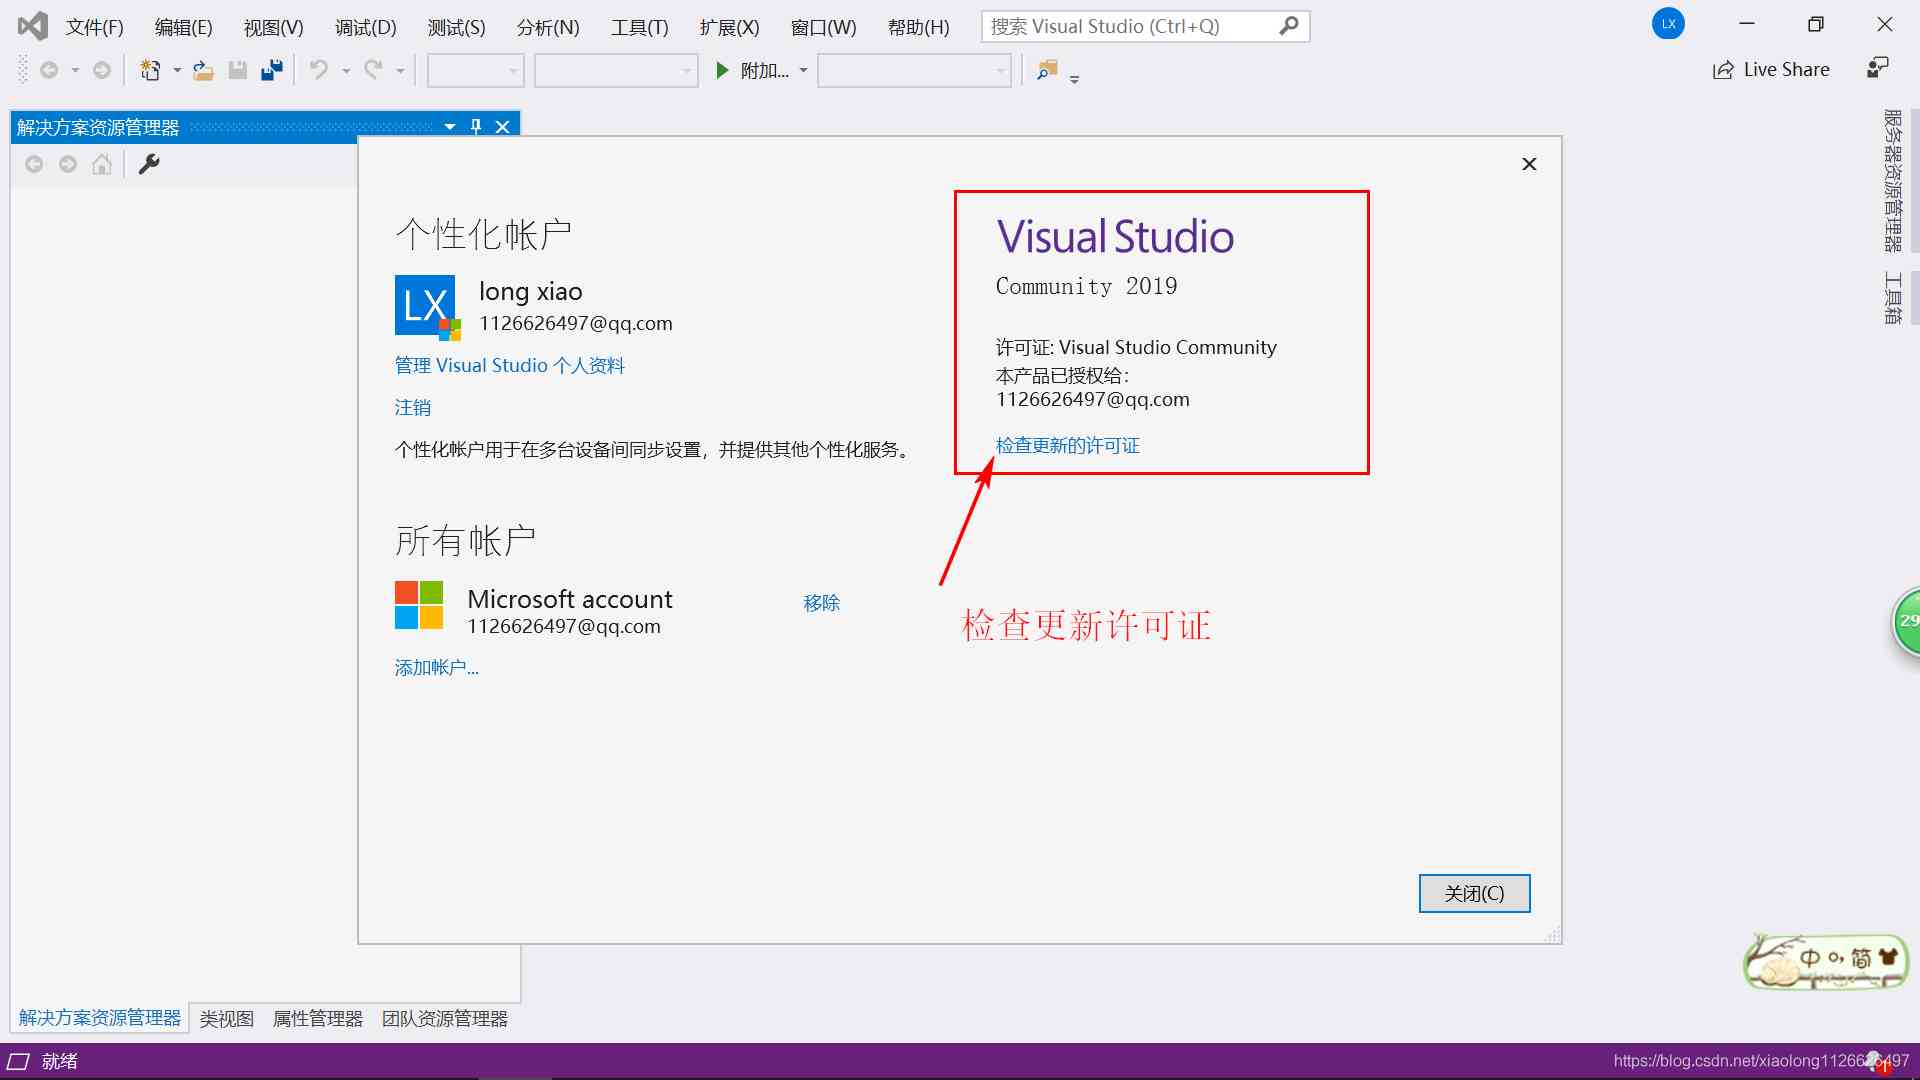 文件(F) 编辑(E) 视图(V) 调试(D) 测试(S) 分析(N) 工具(T) 扩展(X) 窗口(W) 帮助(H) 搜索 Visual Studio (Ctrl+Q) LX
附加... Live Share
解决方案资源管理器
服务器资源管理器
工具箱
个性化帐户
LX
long xiao
1126626497@qq.com
管理 Visual Studio 个人资料
注销
个性化帐户用于在多台设备间同步设置，并提供其他个性化服务。
所有帐户
Microsoft account
1126626497@qq.com
移除
添加帐户...
Visual Studio
Community 2019
许可证: Visual Studio Community
本产品已授权给:
1126626497@qq.com
检查更新的许可证
检查更新许可证
29
关闭(C)
中 简
解决方案资源管理器 类视图 属性管理器 团队资源管理器
就绪
https://blog.csdn.net/xiaolong1126626497
1